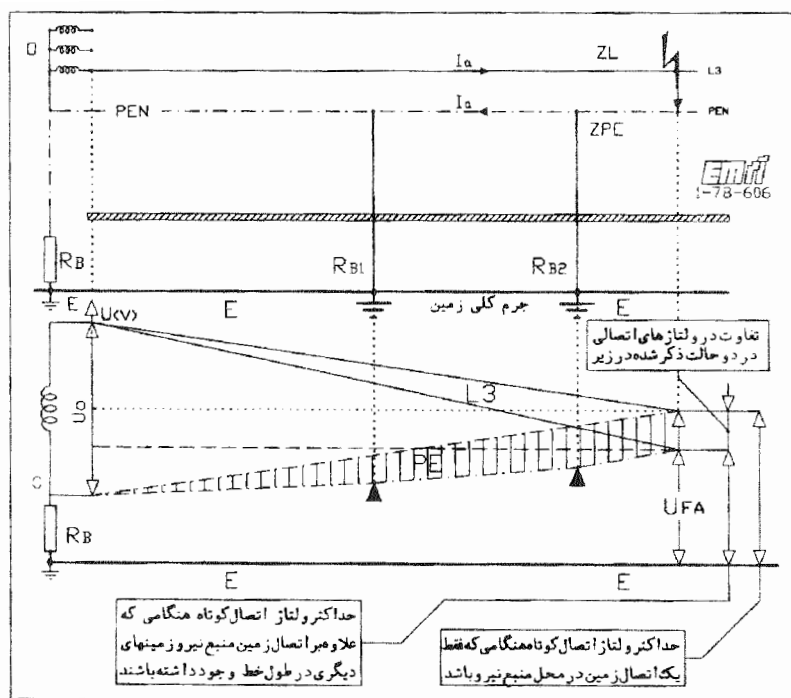 O
Ia
ZL
L3
PEN
Ia
PEN
ZPE
Emri
1-78-606
RB
RB1
RB2
E
E
جرم کلی زمین
E
U(V)
تفاوت در ولتاژهای اتصالی
در دو حالت ذکر شده در زیر
L3
U0
PE
UFA
RB
E
E
حداکثر ولتاژ اتصال کوتاه هنگامی که
علاوه بر اتصال زمین منبع نیرو زمینهای
دیگری در طول خط وجود داشته باشند
حداکثر ولتاژ اتصال کوتاه هنگامی که فقط
یک اتصال زمین در محل منبع نیرو باشد